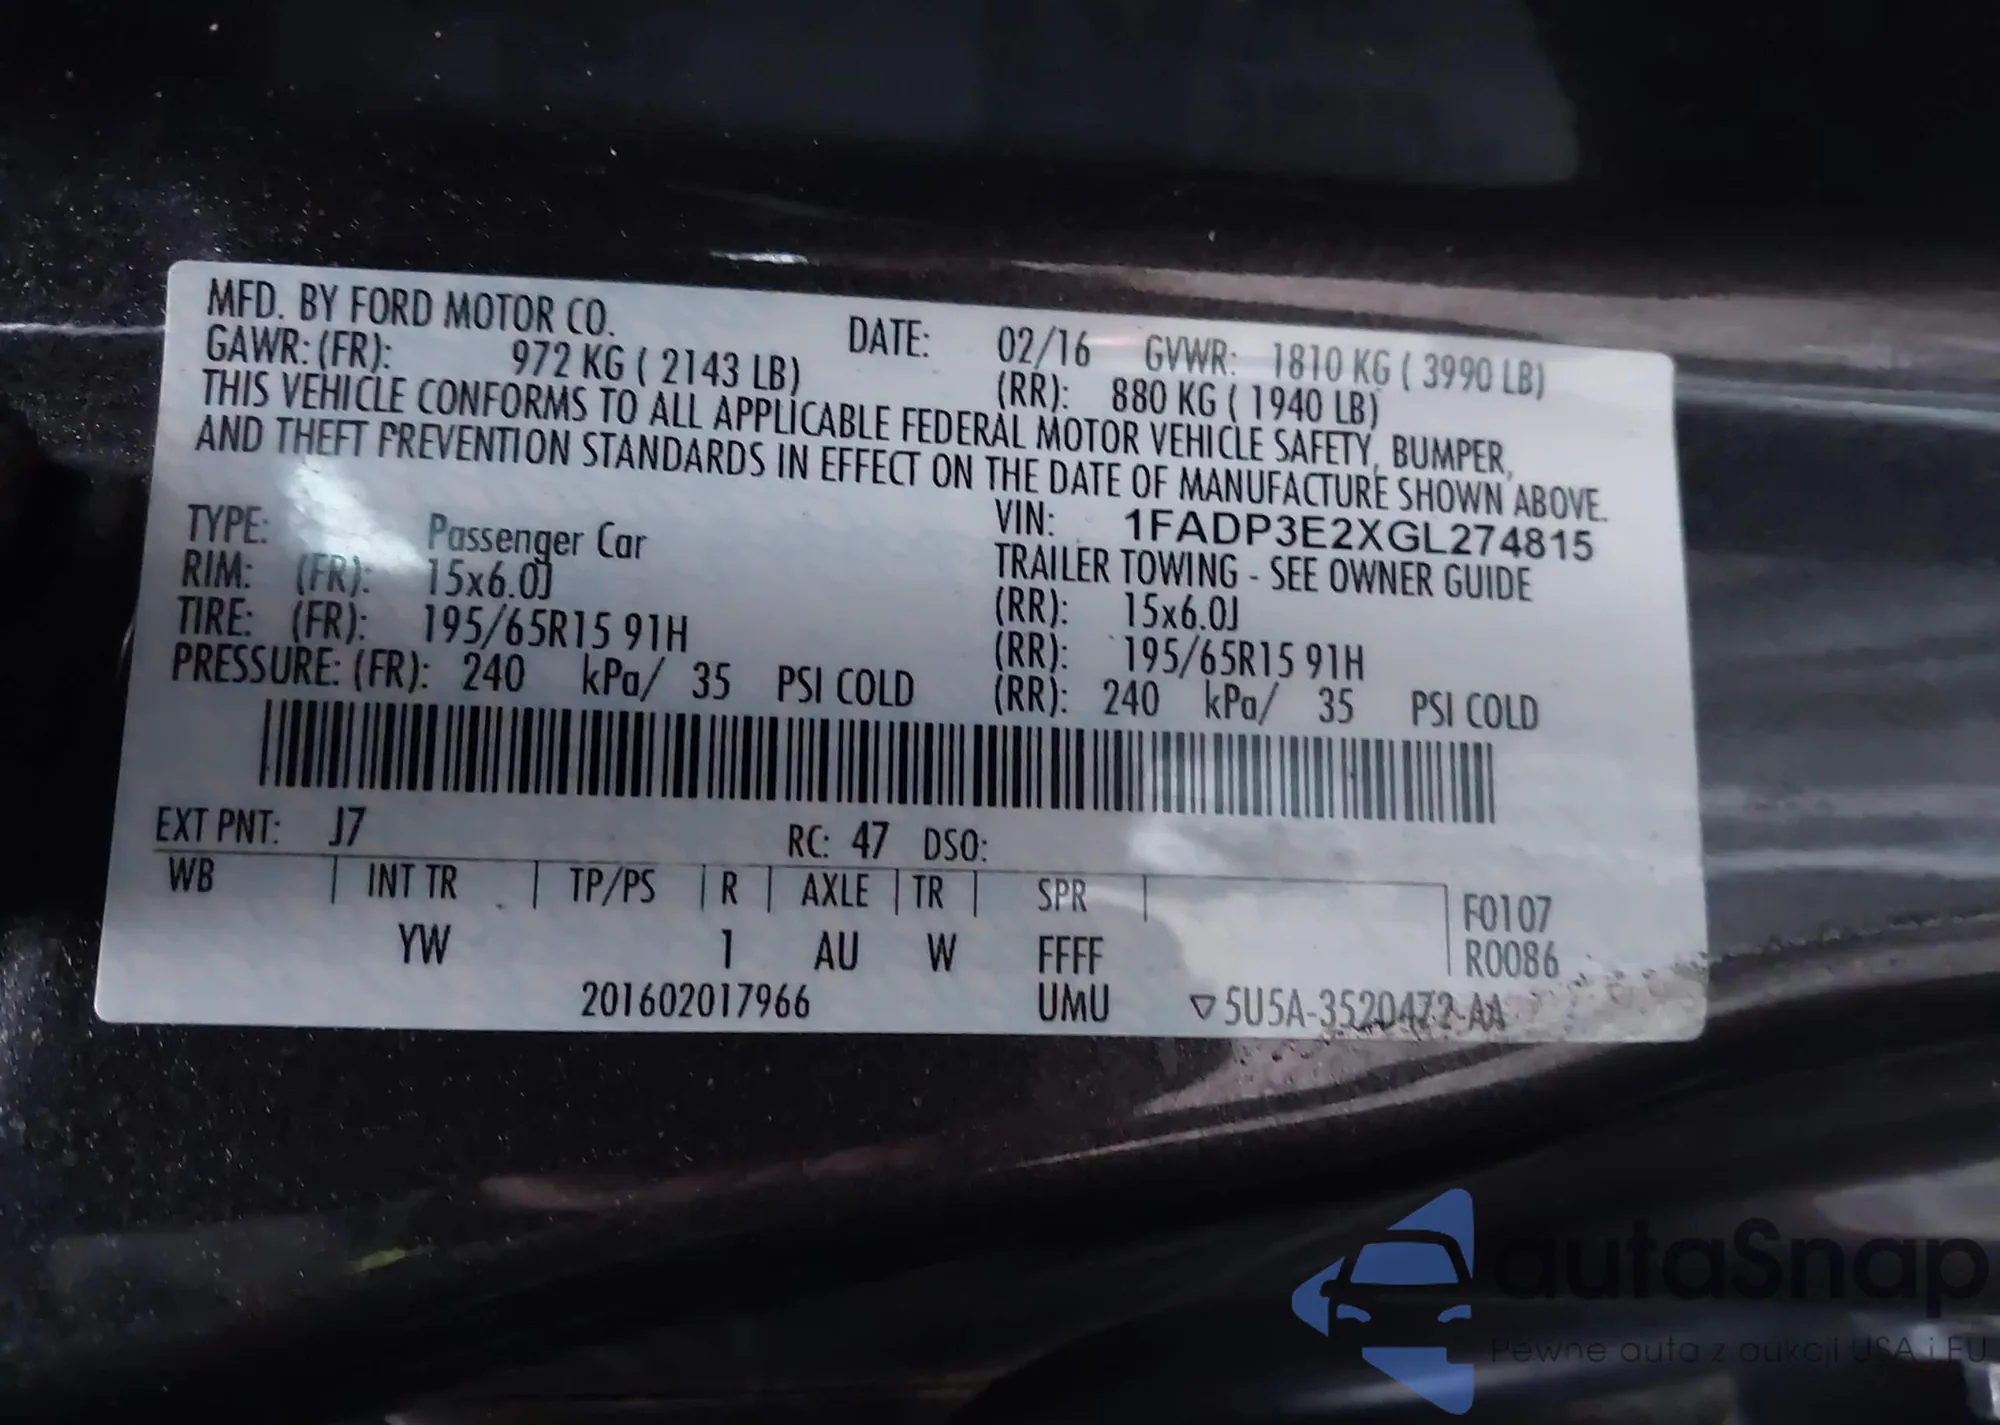 MFD. BY FORD MOTOR CO. DATE: 02/16 GVWR: 1810 KG ( 3990 LB)
GAWR: (FR): 972 KG ( 2143 LB) (RR): 880 KG ( 1940 LB)
THIS VEHICLE CONFORMS TO ALL APPLICABLE FEDERAL MOTOR VEHICLE SAFETY, BUMPER,
AND THEFT PREVENTION STANDARDS IN EFFECT ON THE DATE OF MANUFACTURE SHOWN ABOVE.
VIN: 1FADP3E2XGL274815
TYPE: Passenger Car TRAILER TOWING - SEE OWNER GUIDE
RIM: (FR): 15x6.0J (RR): 15x6.0J
TIRE: (FR): 195/65R15 91H (RR): 195/65R15 91H
PRESSURE: (FR): 240 kPa/ 35 PSI COLD (RR): 240 kPa/ 35 PSI COLD
EXT PNT: J7 RC: 47 DSO:
WB INT TR TP/PS R AXLE TR SPR F0107
YW 1 AU W FFFF R0086
201602017966 UMU ▽5U5A-3520472-AA
autaSnap
Pewne auta z aukcji USA i EU